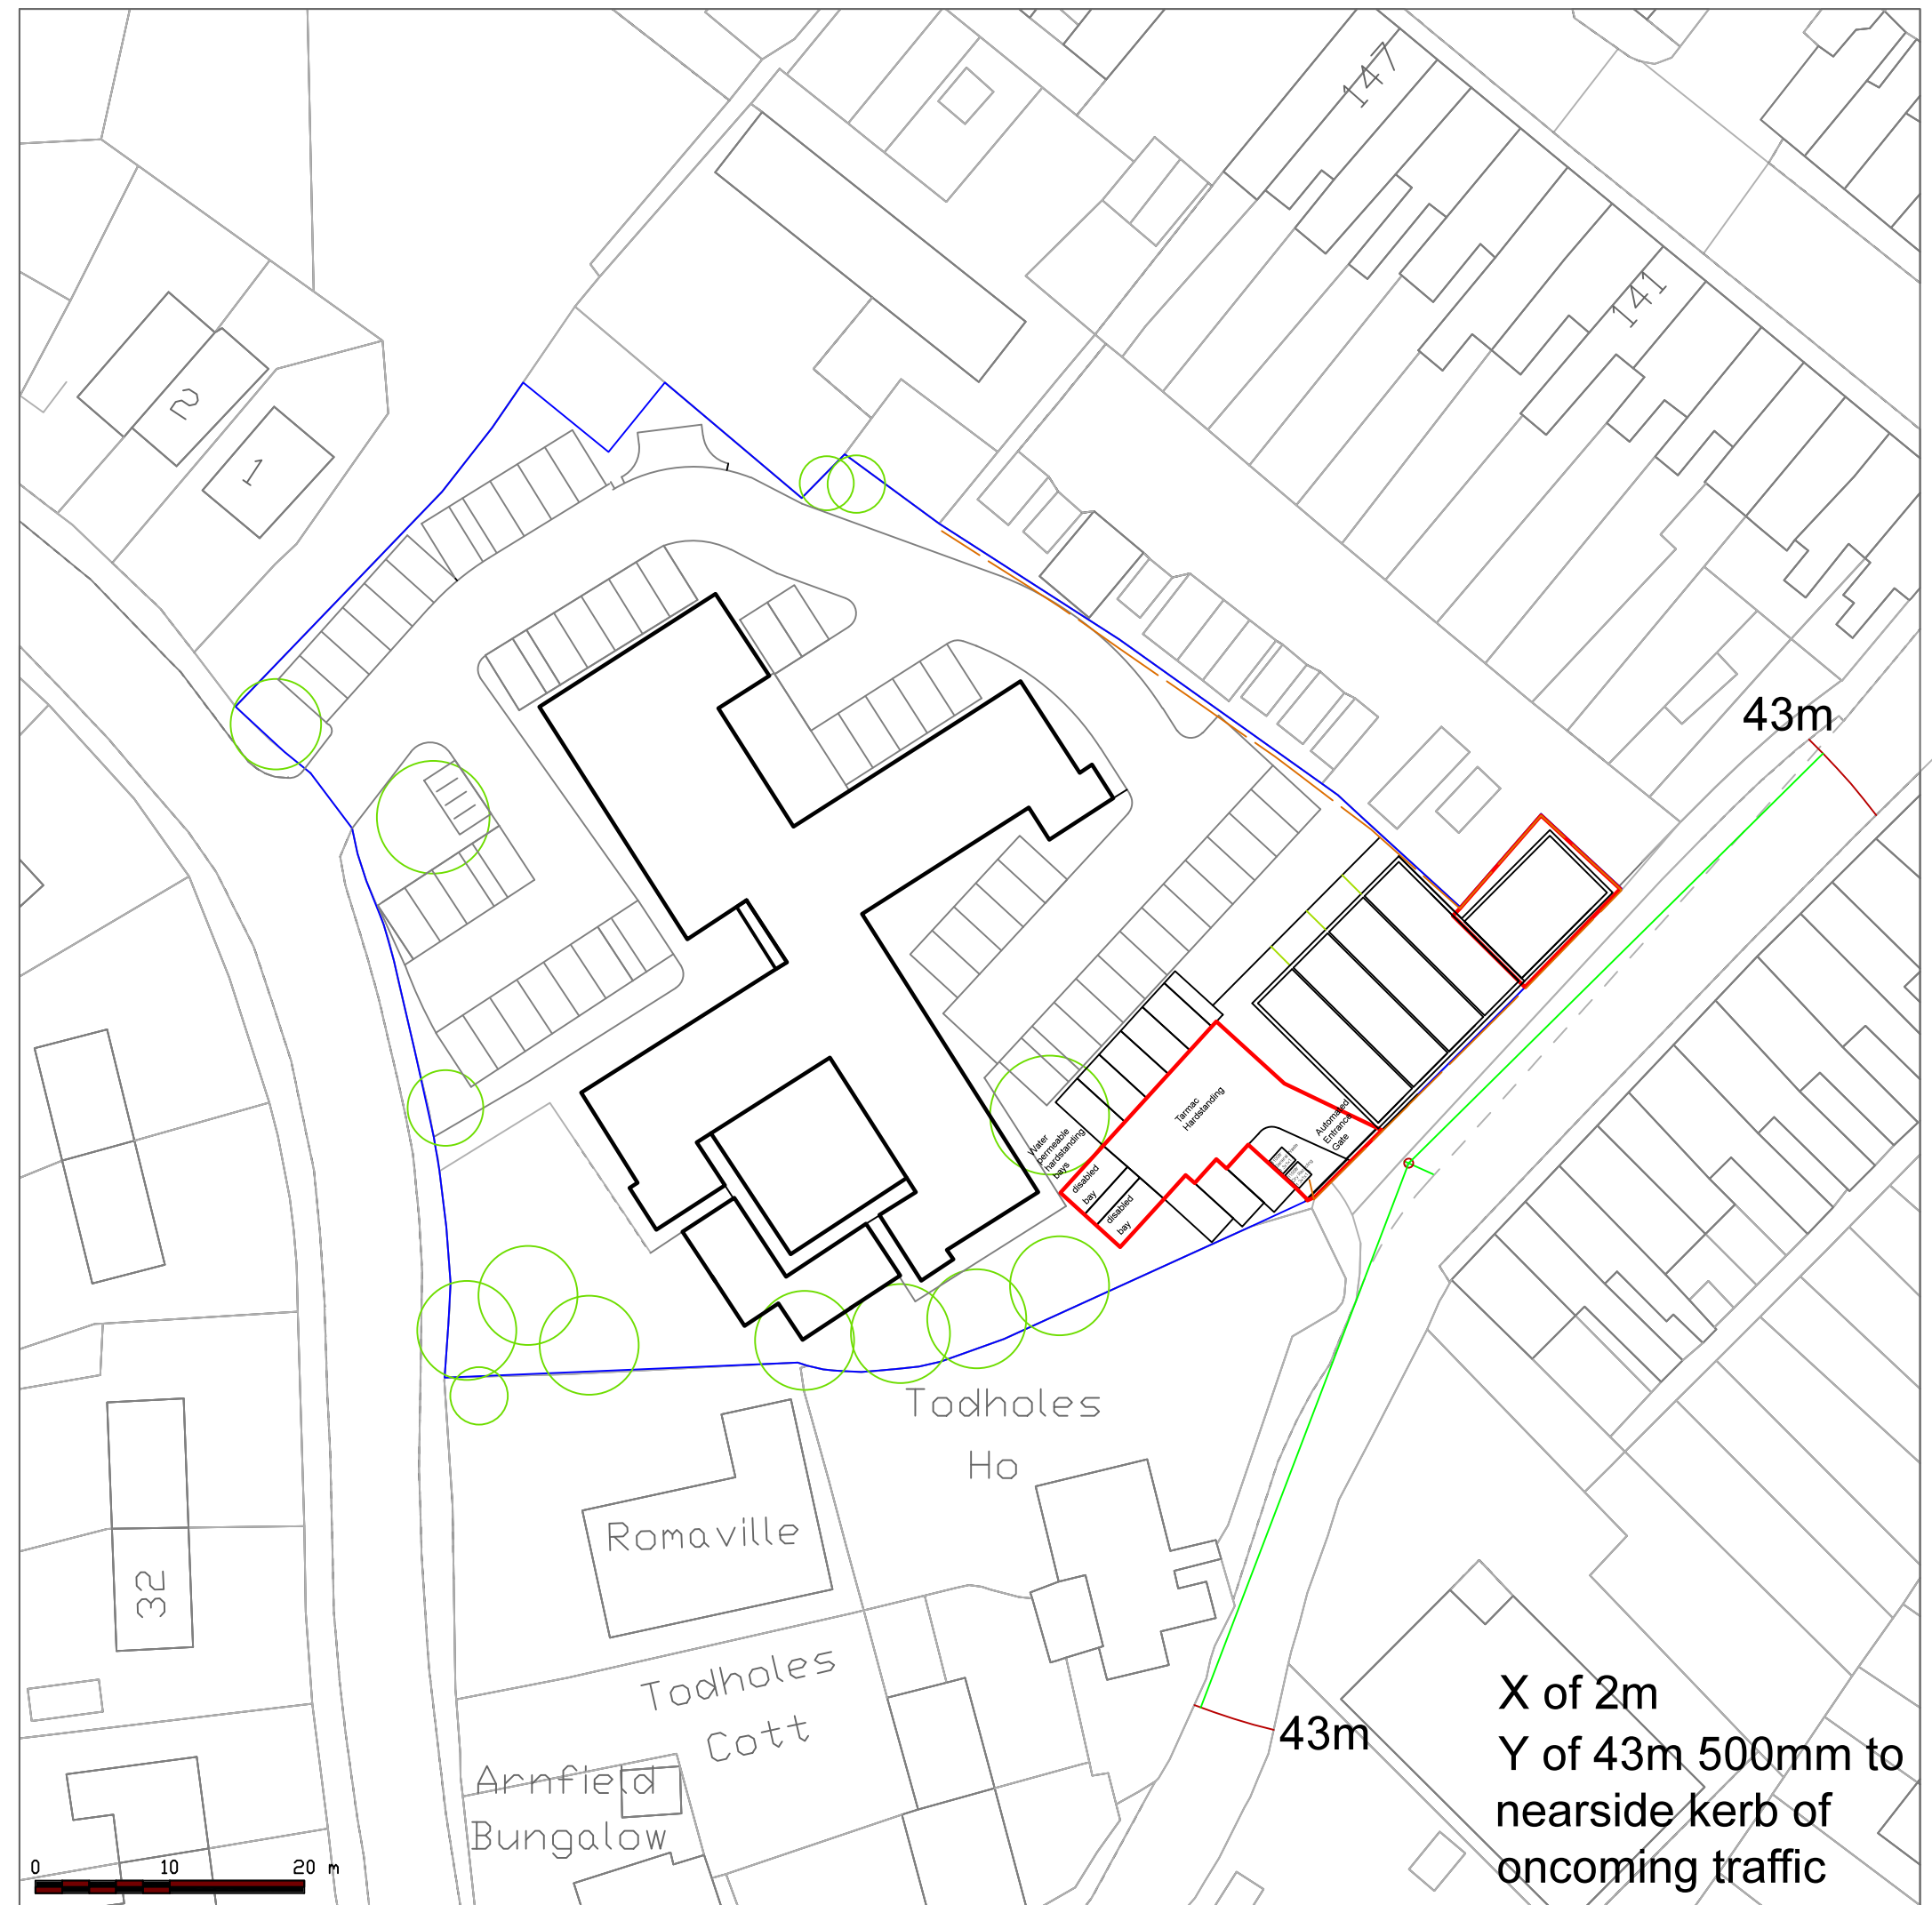 147
141
2
1
43m
Tarmac
Hardstanding
Automated
Entrance
Gate
Water
permeable
hardstanding
bays
disabled
bay
disabled
bay
Todholes
Ho
Romaville
32
Todholes
Cott
Arnfield
Bungalow
43m
X of 2m
Y of 43m 500mm to
nearside kerb of
oncoming traffic
0 10 20 m